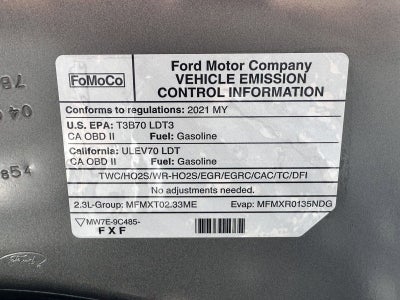 FoMoCo
Ford Motor Company
VEHICLE EMISSION
CONTROL INFORMATION
Conforms to regulations: 2021 MY
U.S. EPA: T3B70 LDT3
CA OBD II Fuel: Gasoline
California: ULEV70 LDT
CA OBD II Fuel: Gasoline
TWC/HO2S/WR-HO2S/EGR/EGRC/CAC/TC/DFI
No adjustments needed.
2.3L-Group: MFMXT02.33ME Evap: MFMXR0135NDG
MW7E-9C485-
FXF